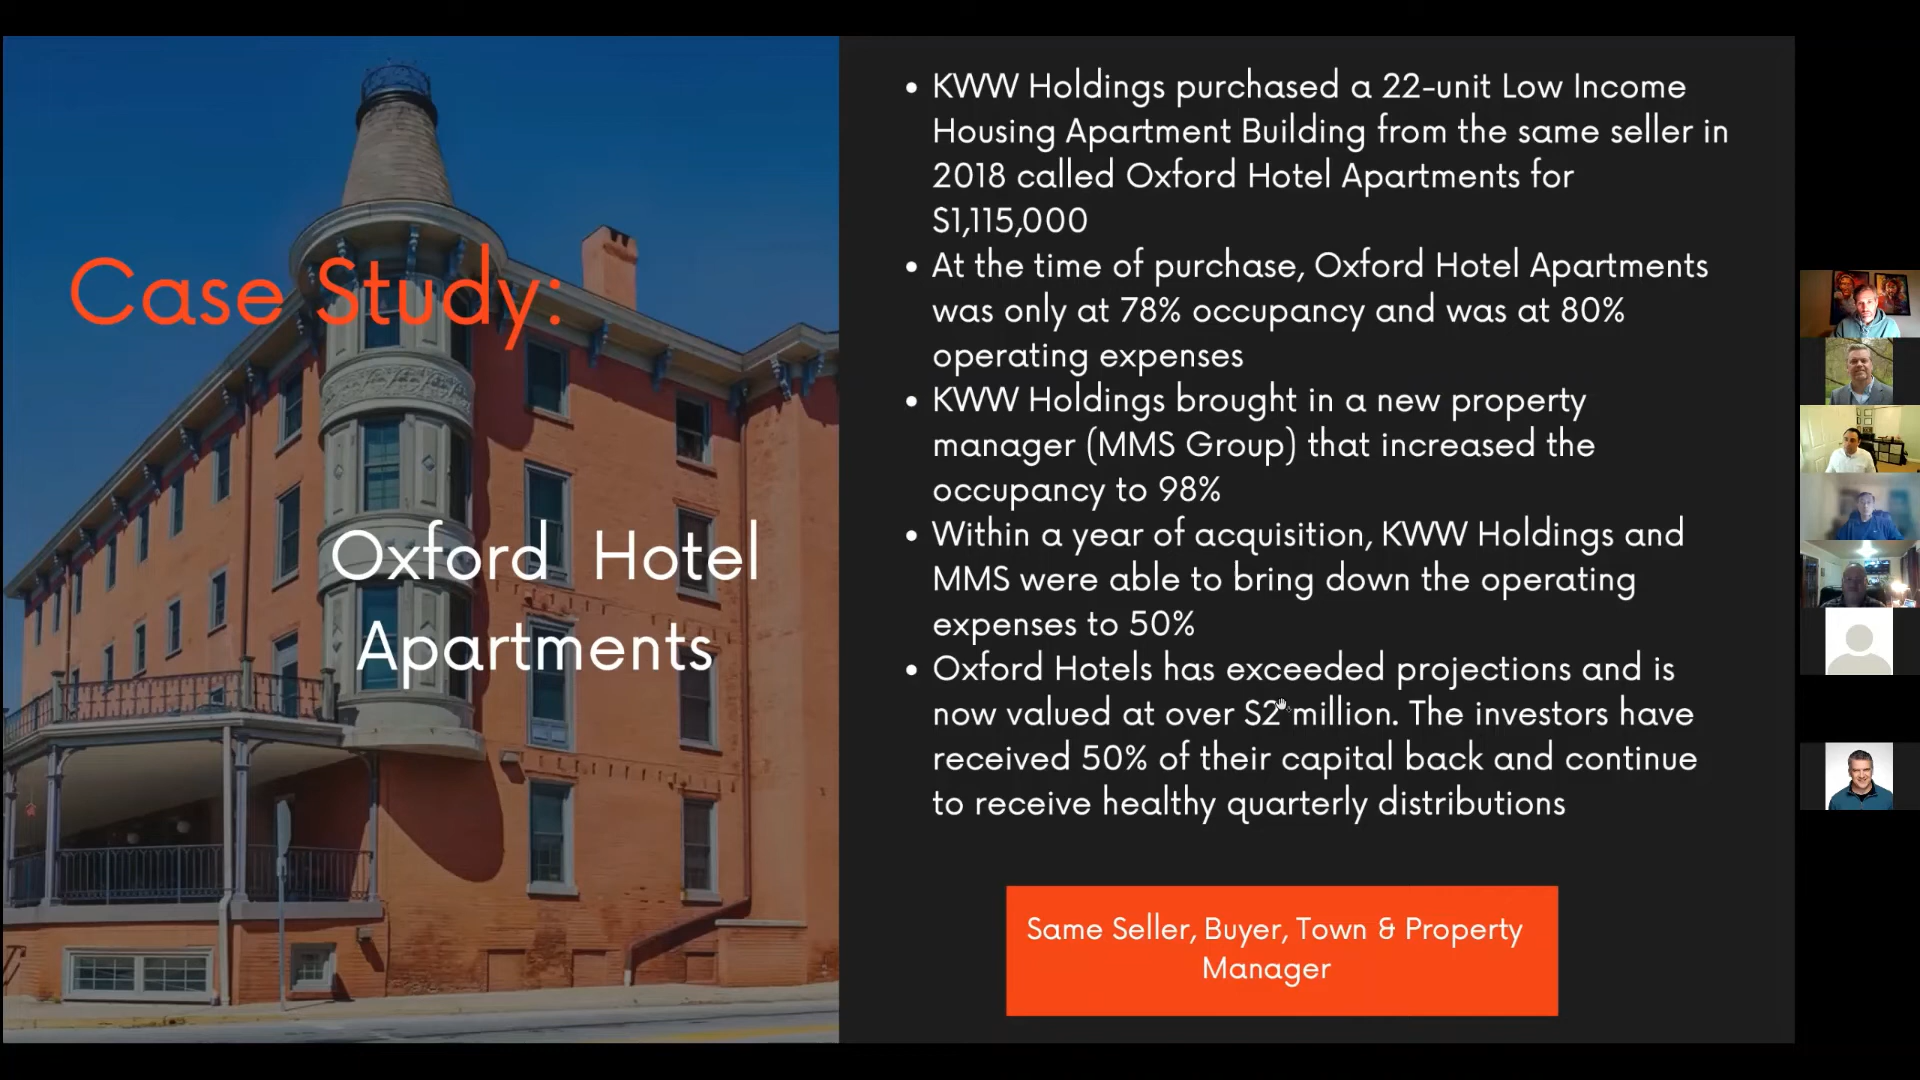 Case Study:
Oxford Hotel
Apartments
• KWW Holdings purchased a 22-unit Low Income
Housing Apartment Building from the same seller in
2018 called Oxford Hotel Apartments for
$1,115,000
• At the time of purchase, Oxford Hotel Apartments
was only at 78% occupancy and was at 80%
operating expenses
• KWW Holdings brought in a new property
manager (MMS Group) that increased the
occupancy to 98%
• Within a year of acquisition, KWW Holdings and
MMS were able to bring down the operating
expenses to 50%
• Oxford Hotels has exceeded projections and is
now valued at over $2 million. The investors have
received 50% of their capital back and continue
to receive healthy quarterly distributions
Same Seller, Buyer, Town & Property
Manager